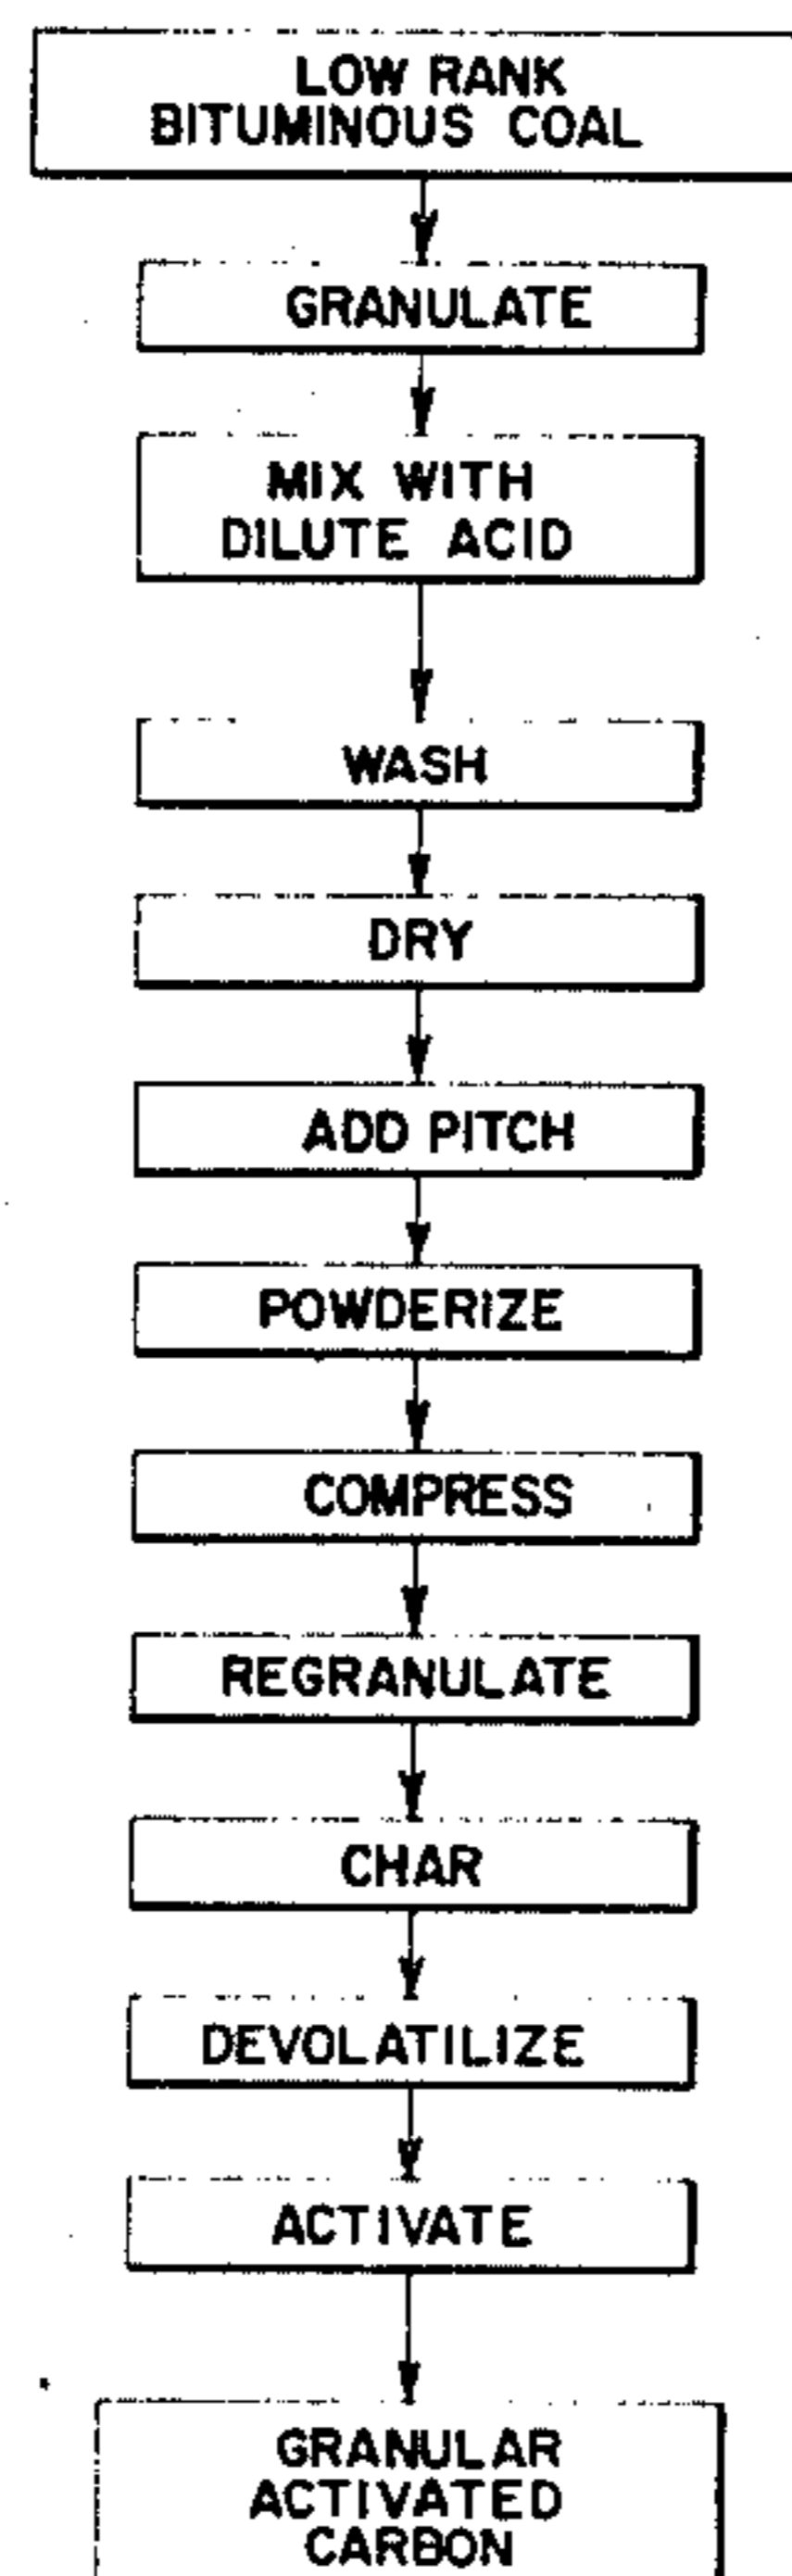 LOW RANK
BITUMINOUS COAL
GRANULATE
MIX WITH
DILUTE ACID
WASH
DRY
ADD PITCH
POWDERIZE
COMPRESS
REGRANULATE
CHAR
DEVOLATILIZE
ACTIVATE
GRANULAR
ACTIVATED
CARBON